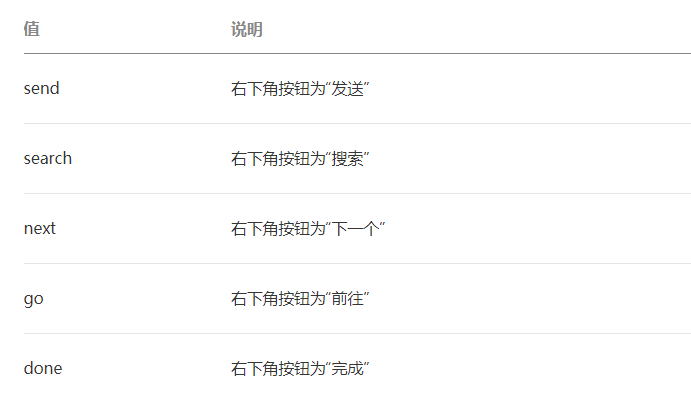 值 说明
send 右下角按钮为“发送”
search 右下角按钮为“搜索”
next 右下角按钮为“下一个”
go 右下角按钮为“前往”
done 右下角按钮为“完成”